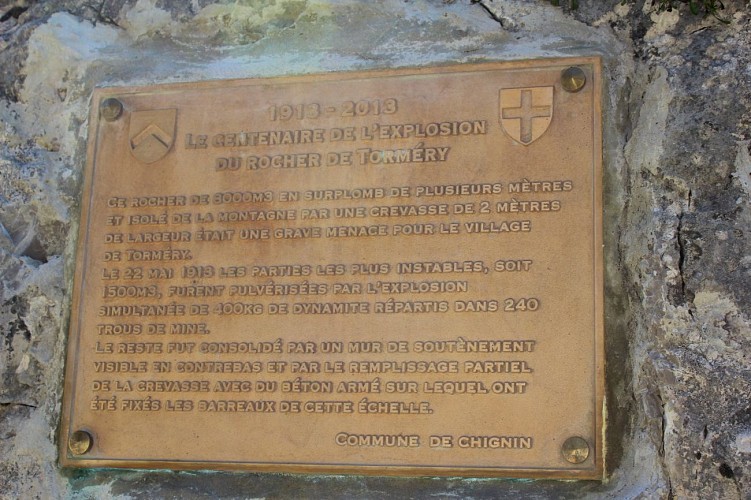 1913 - 2013
LE CENTENAIRE DE L'EXPLOSION
DU ROCHER DE TORMÉRY
CE ROCHER DE 3000M3 EN SURPLOMB DE PLUSIEURS MÈTRES
ET ISOLÉ DE LA MONTAGNE PAR UNE CREVASSE DE 2 MÈTRES
DE LARGEUR ÉTAIT UNE GRAVE MENACE POUR LE VILLAGE
DE TORMÉRY.
LE 22 MAI 1913 LES PARTIES LES PLUS INSTABLES, SOIT
1500M3, FURENT PULVÉRISÉES PAR L'EXPLOSION
SIMULTANÉE DE 400KG DE DYNAMITE RÉPARTIS DANS 240
TROUS DE MINE.
LE RESTE FUT CONSOLIDÉ PAR UN MUR DE SOUTÈNEMENT
VISIBLE EN CONTREBAS ET PAR LE REMPLISSAGE PARTIEL
DE LA CREVASSE AVEC DU BÉTON ARMÉ SUR LEQUEL ONT
ÉTÉ FIXÉS LES BARREAUX DE CETTE ÉCHELLE.
COMMUNE DE CHIGNIN